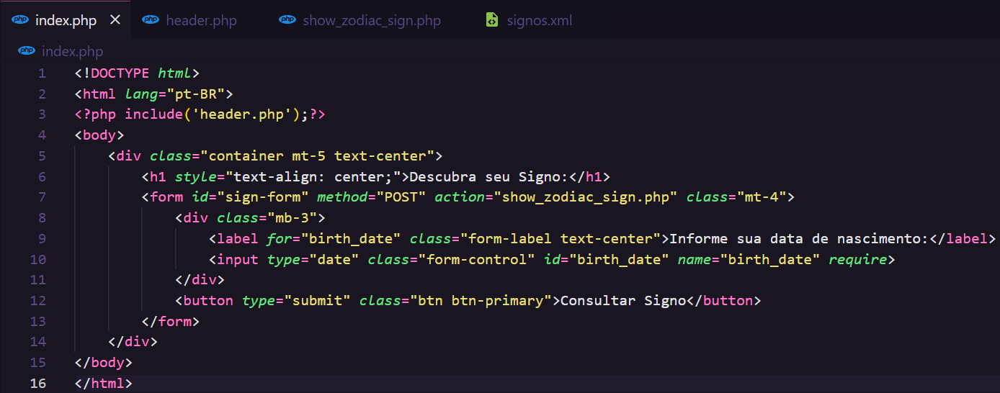 php index.php × php header.php php show_zodiac_sign.php signos.xml
php index.php
1 <!DOCTYPE html>
2 <html lang="pt-BR">
3 <?php include('header.php');?>
4 <body>
5 <div class="container mt-5 text-center">
6 <h1 style="text-align: center;">Descubra seu Signo:</h1>
7 <form id="sign-form" method="POST" action="show_zodiac_sign.php" class="mt-4">
8 <div class="mb-3">
9 <label for="birth_date" class="form-label text-center">Informe sua data de nascimento:</label>
10 <input type="date" class="form-control" id="birth_date" name="birth_date" require>
11 </div>
12 <button type="submit" class="btn btn-primary">Consultar Signo</button>
13 </form>
14 </div>
15 </body>
16 </html>